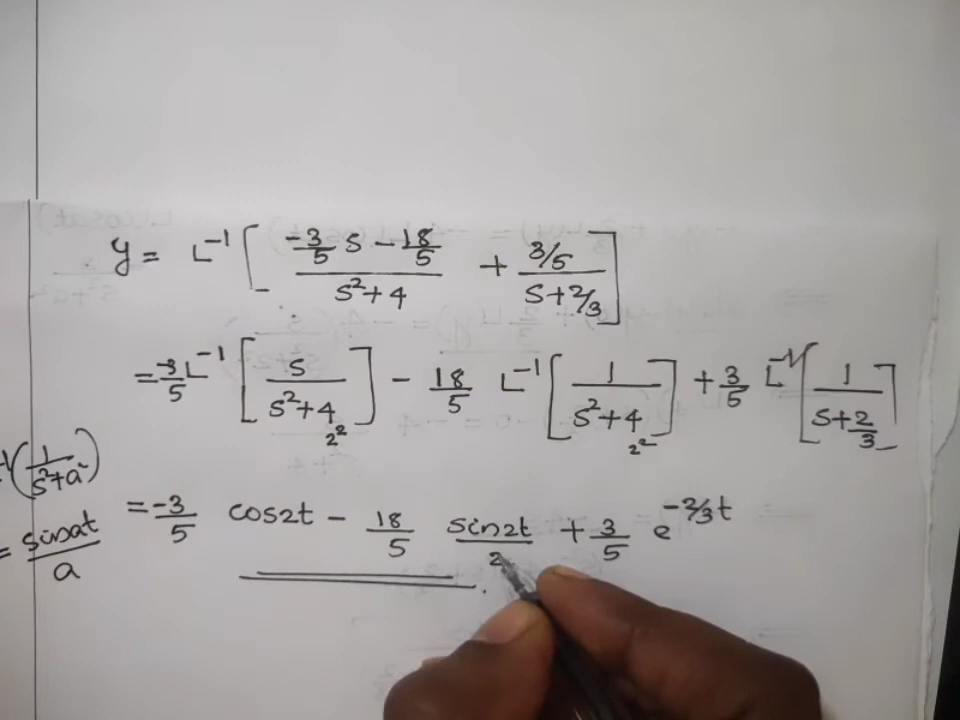 y = L⁻¹[ (-3/5 s - 18/5)/(s²+4) + (3/5)/(s+2/3) ]
= -3/5 L⁻¹[ s/(s²+4) ] - 18/5 L⁻¹[ 1/(s²+4) ] + 3/5 L⁻¹[ 1/(s+2/3) ]
2² 2²
⁻¹(1/(s²+a²))
= -3/5 cos2t - 18/5 sin2t/2 + 3/5 e^(-2/3t)
= sinat/a